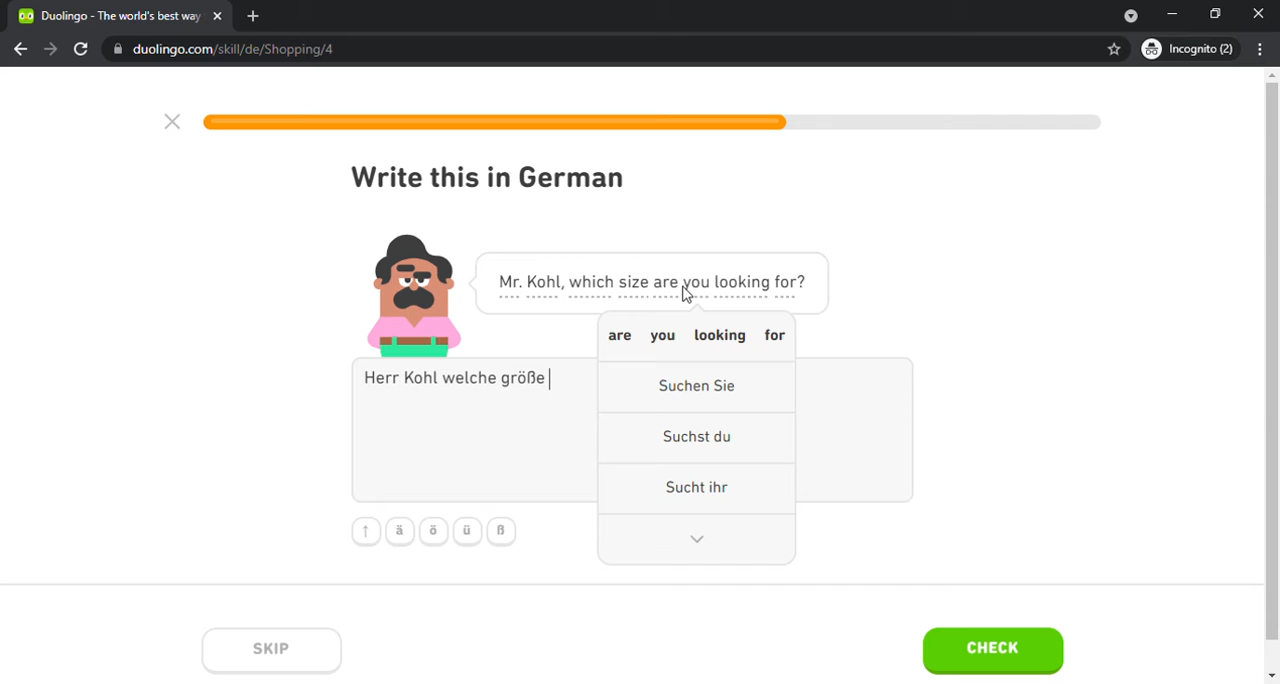 Duolingo - The world's best way
duolingo.com/skill/de/Shopping/4
Incognito (2)
Write this in German
Mr. Kohl, which size are you looking for?
are you looking for
Suchen Sie
Suchst du
Sucht ihr
Herr Kohl welche größe
↑ ä ö ü ß
SKIP
CHECK